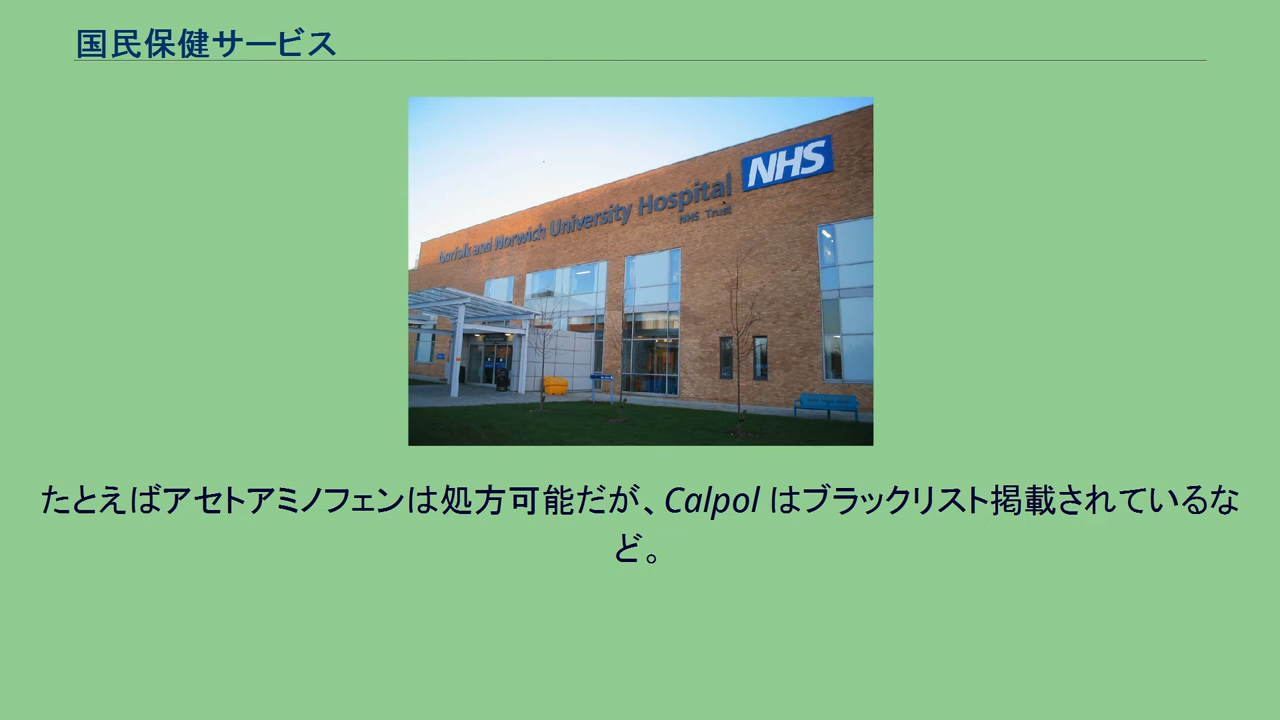 国民保健サービス
NHS
Norfolk and Norwich University Hospital
NHS Trust
たとえばアセトアミノフェンは処方可能だが、Calpol はブラックリスト掲載されているな
ど。